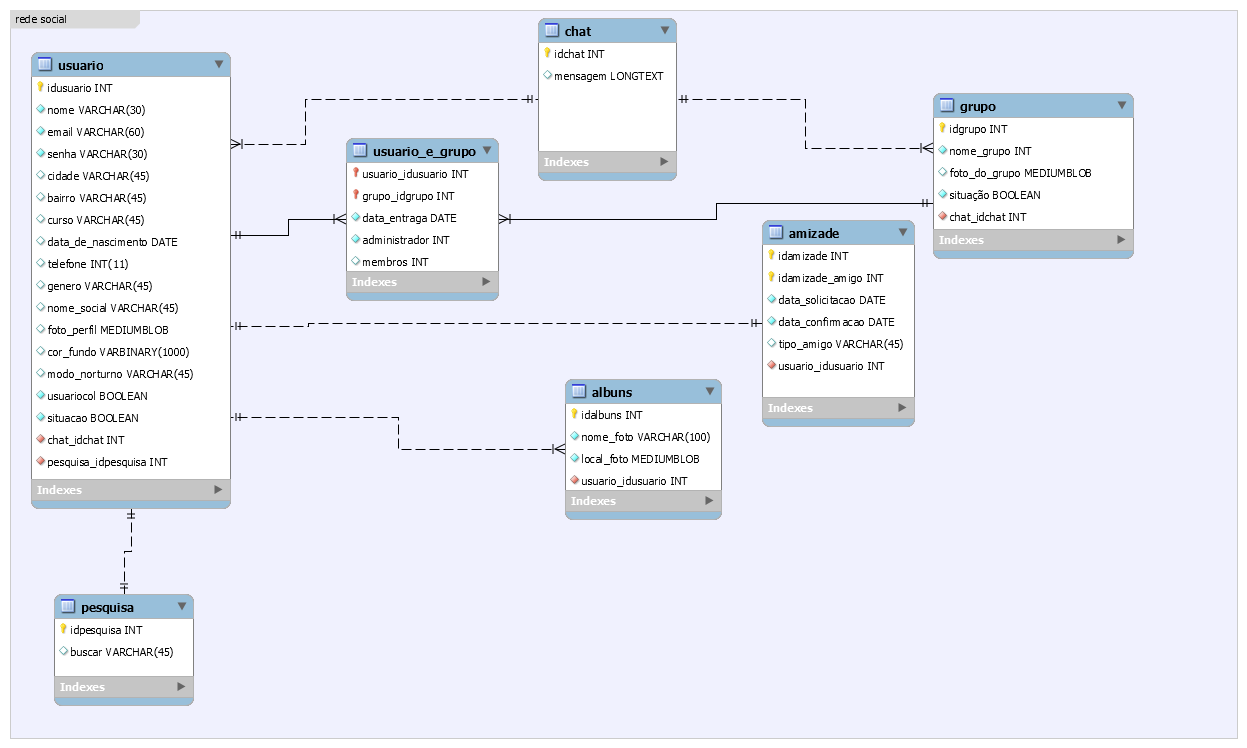 rede social
usuario
idusuario INT
nome VARCHAR(30)
email VARCHAR(60)
senha VARCHAR(30)
cidade VARCHAR(45)
bairro VARCHAR(45)
curso VARCHAR(45)
data_de_nascimento DATE
telefone INT(11)
genero VARCHAR(45)
nome_social VARCHAR(45)
foto_perfil MEDIUMBLOB
cor_fundo VARBINARY(1000)
modo_norturno VARCHAR(45)
usuariocol BOOLEAN
situacao BOOLEAN
chat_idchat INT
pesquisa_idpesquisa INT
Indexes
chat
idchat INT
mensagem LONGTEXT
Indexes
usuario_e_grupo
usuario_idusuario INT
grupo_idgrupo INT
data_entraga DATE
administrador INT
membros INT
Indexes
grupo
idgrupo INT
nome_grupo INT
foto_do_grupo MEDIUMBLOB
situação BOOLEAN
chat_idchat INT
Indexes
amizade
idamizade INT
idamizade_amigo INT
data_solicitacao DATE
data_confirmacao DATE
tipo_amigo VARCHAR(45)
usuario_idusuario INT
Indexes
albuns
idalbuns INT
nome_foto VARCHAR(100)
local_foto MEDIUMBLOB
usuario_idusuario INT
Indexes
pesquisa
idpesquisa INT
buscar VARCHAR(45)
Indexes